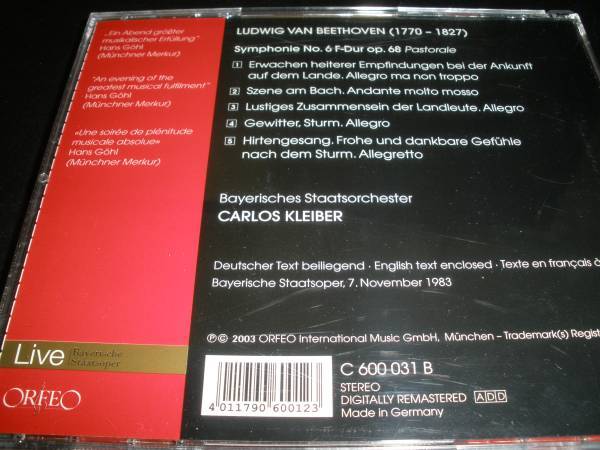 „Ein Abend größter
musikalischer Erfüllung"
Hans Göhl
(Münchner Merkur)
"An evening of the
greatest musical fulfilment"
Hans Göhl
(Münchner Merkur)
«Une soirée de plénitude
musicale absolue»
Hans Göhl
(Münchner Merkur)
Live
Bayerische
Staatsoper
ORFEO
LUDWIG VAN BEETHOVEN (1770 – 1827)
Symphonie No. 6 F-Dur op. 68 Pastorale
1 Erwachen heiterer Empfindungen bei der Ankunft
auf dem Lande. Allegro ma non troppo
2 Szene am Bach. Andante molto mosso
3 Lustiges Zusammensein der Landleute. Allegro
4 Gewitter, Sturm. Allegro
5 Hirtengesang. Frohe und dankbare Gefühle
nach dem Sturm. Allegretto
Bayerisches Staatsorchester
CARLOS KLEIBER
Deutscher Text beiliegend · English text enclosed · Texte en français à
Bayerische Staatsoper, 7. November 1983
℗© 2003 ORFEO International Music GmbH, München – Trademark(s) Registe
4 011790 600123
C 600 031 B
STEREO
DIGITALLY REMASTERED ADD
Made in Germany